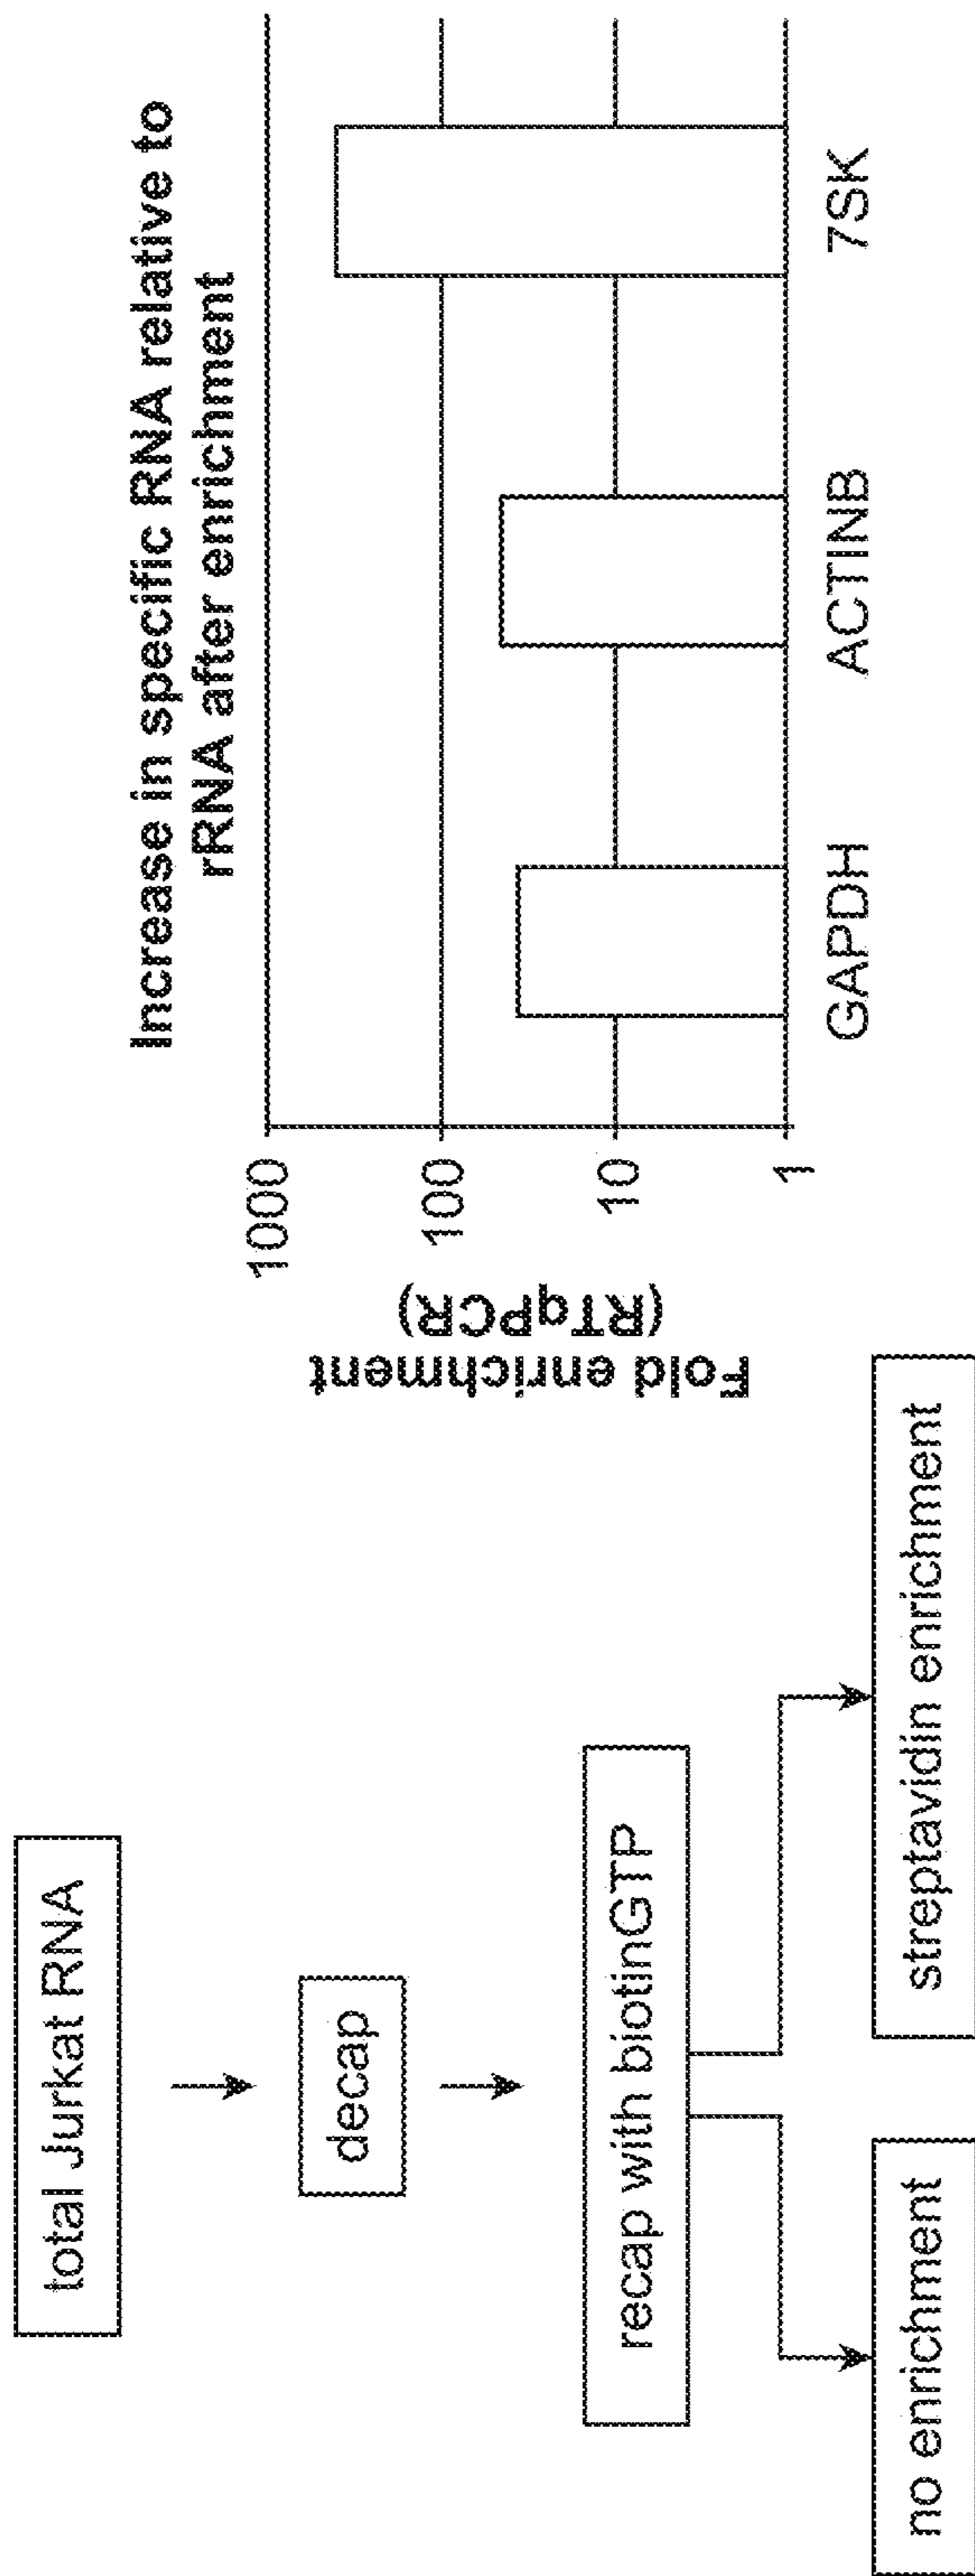 total Jurkat RNA
decap
recap with biotinGTP
no enrichment
streptavidin enrichment
Increase in specific RNA relative to
rRNA after enrichment
Fold enrichment
(RTqPCR)
1000
100
10
1
GAPDH
ACTINB
7SK